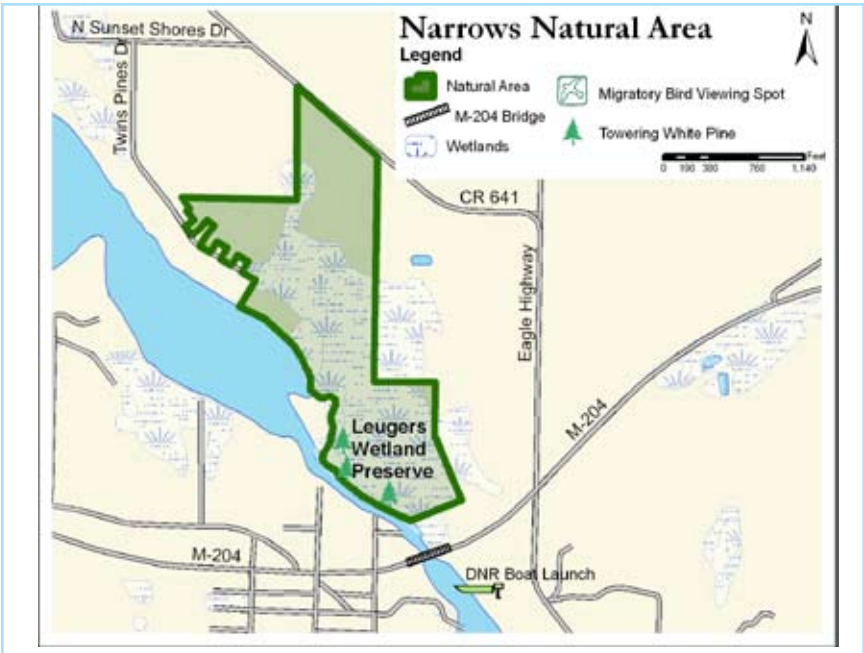 Narrows Natural Area
N
Legend
Natural Area
Migratory Bird Viewing Spot
M-204 Bridge
Towering White Pine
Wetlands
Feet
0 190 380 760 1,140
N Sunset Shores Dr
Twins Pines Dr
CR 641
Eagle Highway
M-204
Leugers
Wetland
Preserve
M-204
DNR Boat Launch